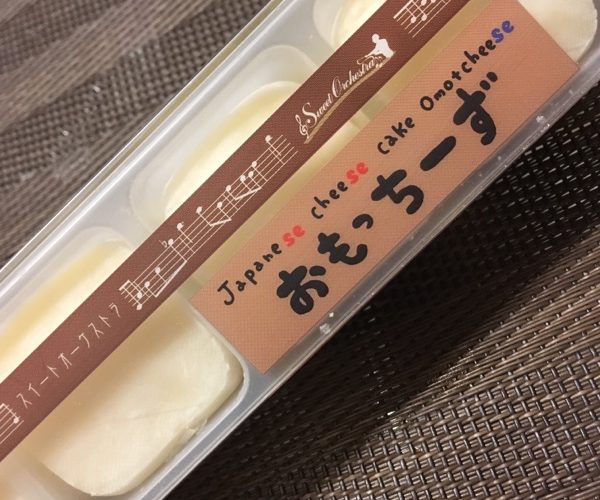 Sweet Orchestra
スイートオーケストラ
Japanese cheese cake Omotcheese
おもっちーず